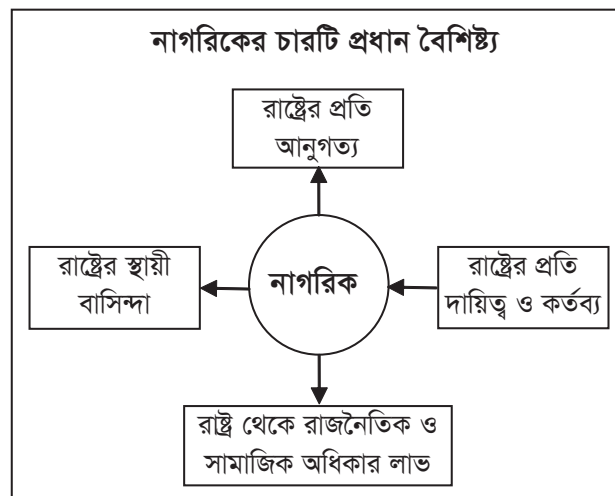 নাগরিকের চারটি প্রধান বৈশিষ্ট্য
রাষ্ট্রের প্রতি
আনুগত্য
রাষ্ট্রের স্থায়ী
বাসিন্দা
নাগরিক
রাষ্ট্রের প্রতি
দায়িত্ব ও কর্তব্য
রাষ্ট্র থেকে রাজনৈতিক ও
সামাজিক অধিকার লাভ